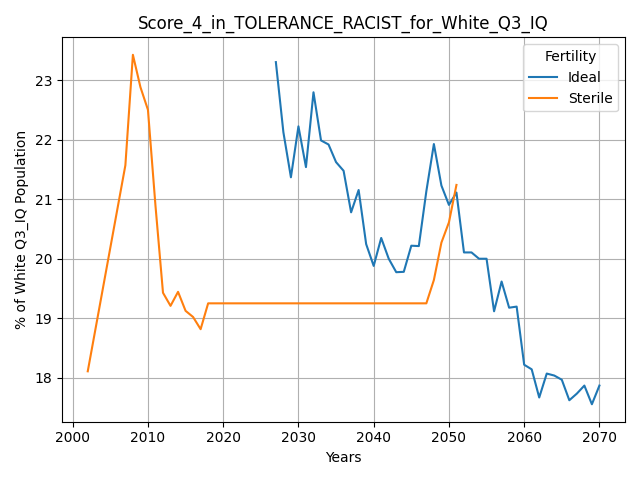 Score_4_in_TOLERANCE_RACIST_for_White_Q3_IQ
Fertility
Ideal
Sterile
% of White Q3_IQ Population
23
22
21
20
19
18
2000
2010
2020
2030
2040
2050
2060
2070
Years